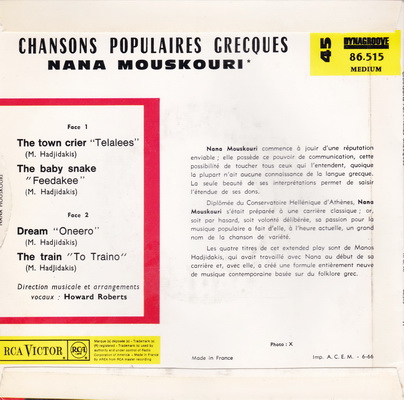 CHANSONS POPULAIRES GRECQUES
NANA MOUSKOURI*
45
DYNAGROOVE
86.515
MEDIUM
Face 1
The town crier "Telalees"
(M. Hadjidakis)
The baby snake
"Feedakee"
(M. Hadjidakis)
Face 2
Dream "Oneero"
(M. Hadjidakis)
The train "To Traino"
(M. Hadjidakis)
Direction musicale et arrangements
vocaux : Howard Roberts
NANA MOUSKOURI
Nana Mouskouri commence à jouir d'une réputation
enviable ; elle possède ce pouvoir de communication, cette
possibilité de toucher tous ceux qui l'entendent, quoique
la plupart n'ait aucune connaissance de la langue grecque.
La seule beauté de ses interprétations permet de saisir
l'étendue de ses dons.
Diplômée du Conservatoire Hellénique d'Athènes, Nana
Mouskouri s'était préparée à une carrière classique ; or,
soit par hasard, soit volonté délibérée, sa passion pour la
musique populaire a fait d'elle, à l'heure actuelle, un grand
nom de la chanson de variété.
Les quatre titres de cet extended play sont de Manos
Hadjidakis, qui avait travaillé avec Nana au début de sa
carrière et, avec elle, a créé une formule entièrement neuve
de musique contemporaine basée sur du folklore grec.
RCA VICTOR
RCA
Made in France
Photo : X
Imp. A. C. E. M. - 6-66